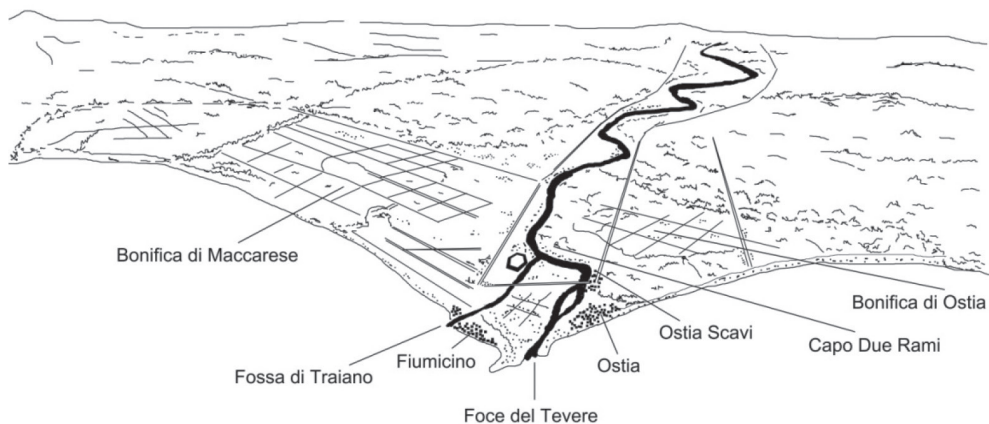 Bonifica di Maccarese
Bonifica di Ostia
Ostia Scavi
Capo Due Rami
Fiumicino
Ostia
Fossa di Traiano
Foce del Tevere